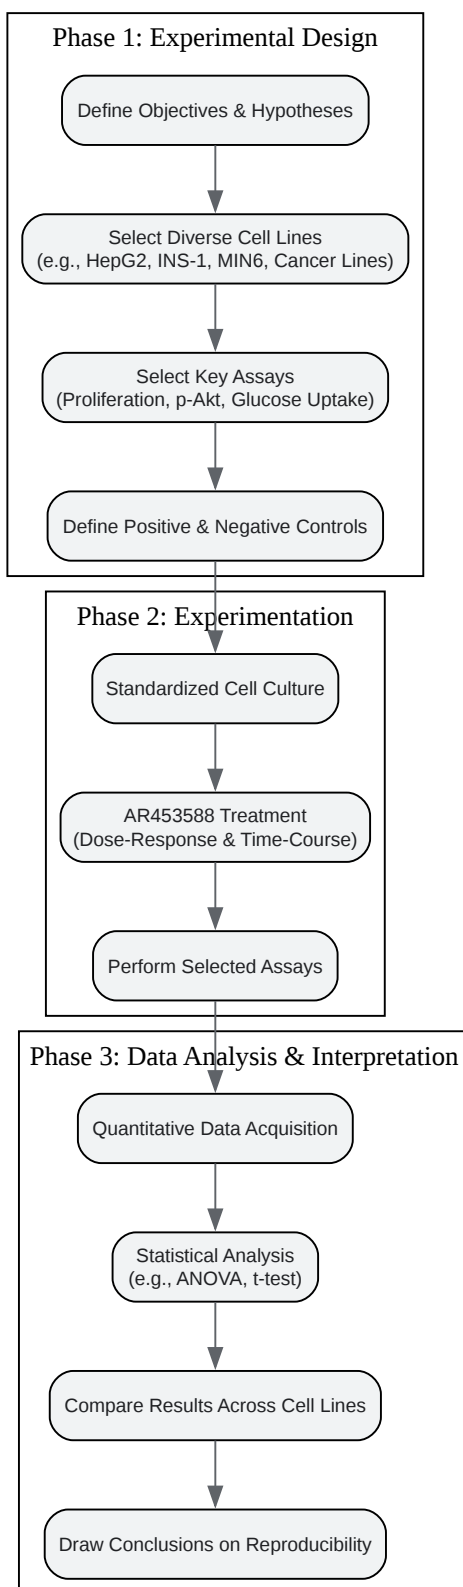 Phase 1: Experimental Design
Define Objectives & Hypotheses
Select Diverse Cell Lines
(e.g., HepG2, INS-1, MIN6, Cancer Lines)
Select Key Assays
(Proliferation, p-Akt, Glucose Uptake)
Define Positive & Negative Controls
Phase 2: Experimentation
Standardized Cell Culture
AR453588 Treatment
(Dose-Response & Time-Course)
Perform Selected Assays
Phase 3: Data Analysis & Interpretation
Quantitative Data Acquisition
Statistical Analysis
(e.g., ANOVA, t-test)
Compare Results Across Cell Lines
Draw Conclusions on Reproducibility